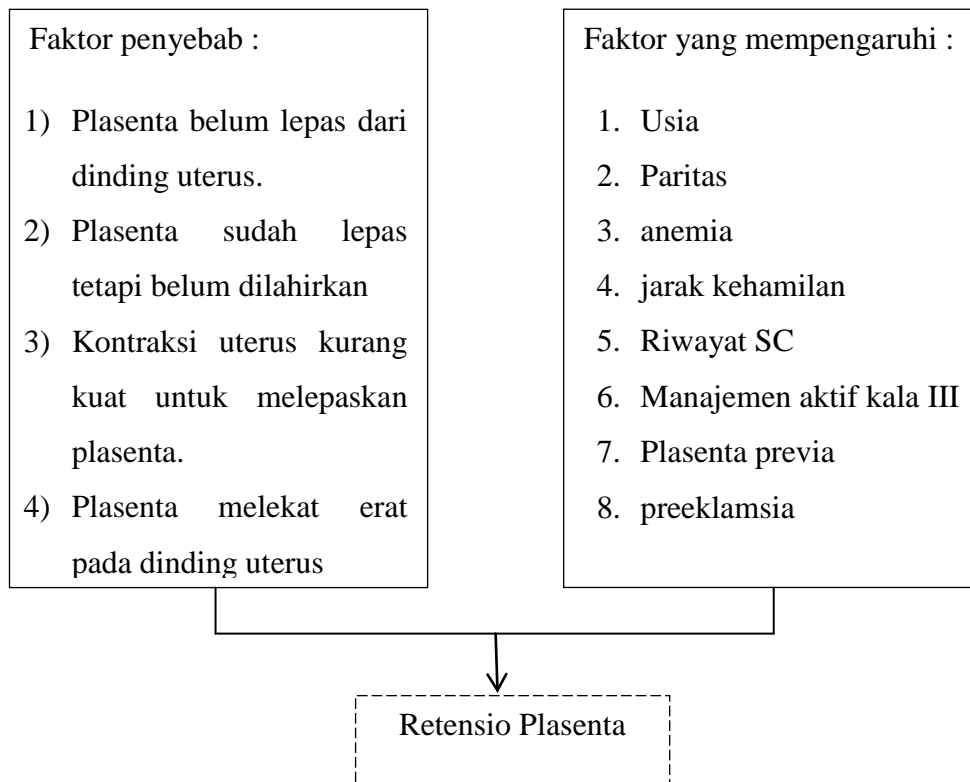 Faktor penyebab :
1) Plasenta belum lepas dari
dinding uterus.
2) Plasenta sudah lepas
tetapi belum dilahirkan
3) Kontraksi uterus kurang
kuat untuk melepaskan
plasenta.
4) Plasenta melekat erat
pada dinding uterus
Faktor yang mempengaruhi :
1. Usia
2. Paritas
3. anemia
4. jarak kehamilan
5. Riwayat SC
6. Manajemen aktif kala III
7. Plasenta previa
8. preeklamsia
Retensio Plasenta